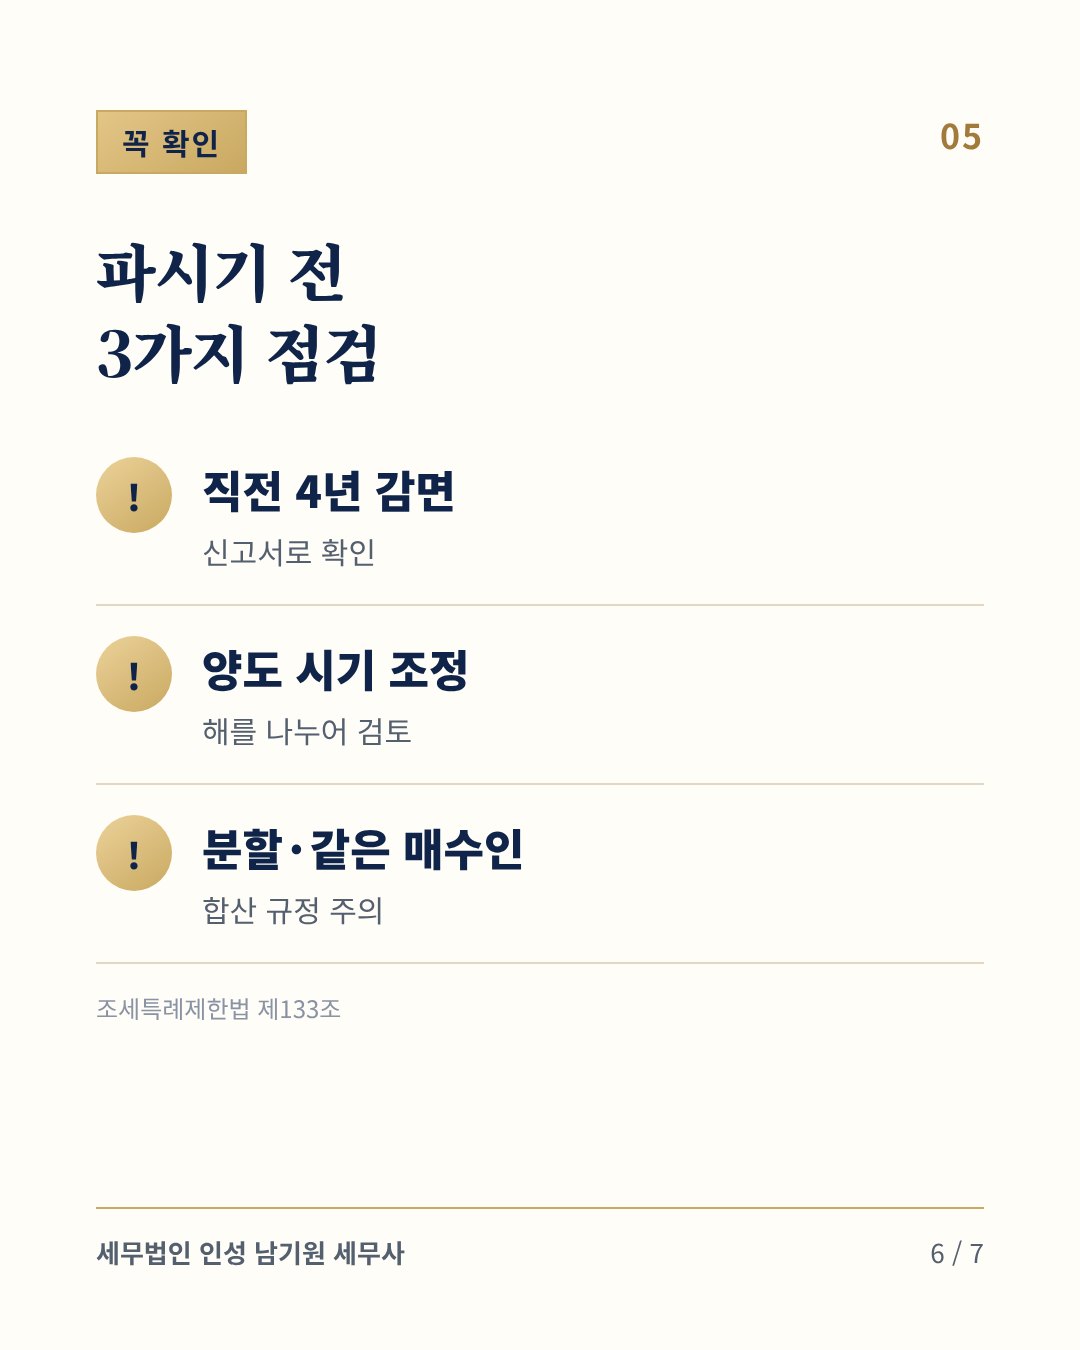 꼭 확인
05
파시기 전
3가지 점검
!
직전 4년 감면
신고서로 확인
!
양도 시기 조정
해를 나누어 검토
!
분할·같은 매수인
합산 규정 주의
조세특례제한법 제133조
세무법인 인성 남기원 세무사
6 / 7